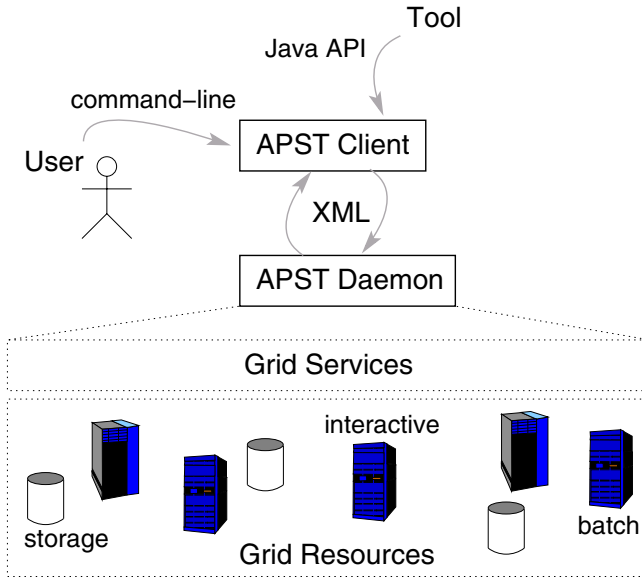 Tool
Java API
command−line
User
APST Client
XML
APST Daemon
Grid Services
interactive
storage
batch
Grid Resources